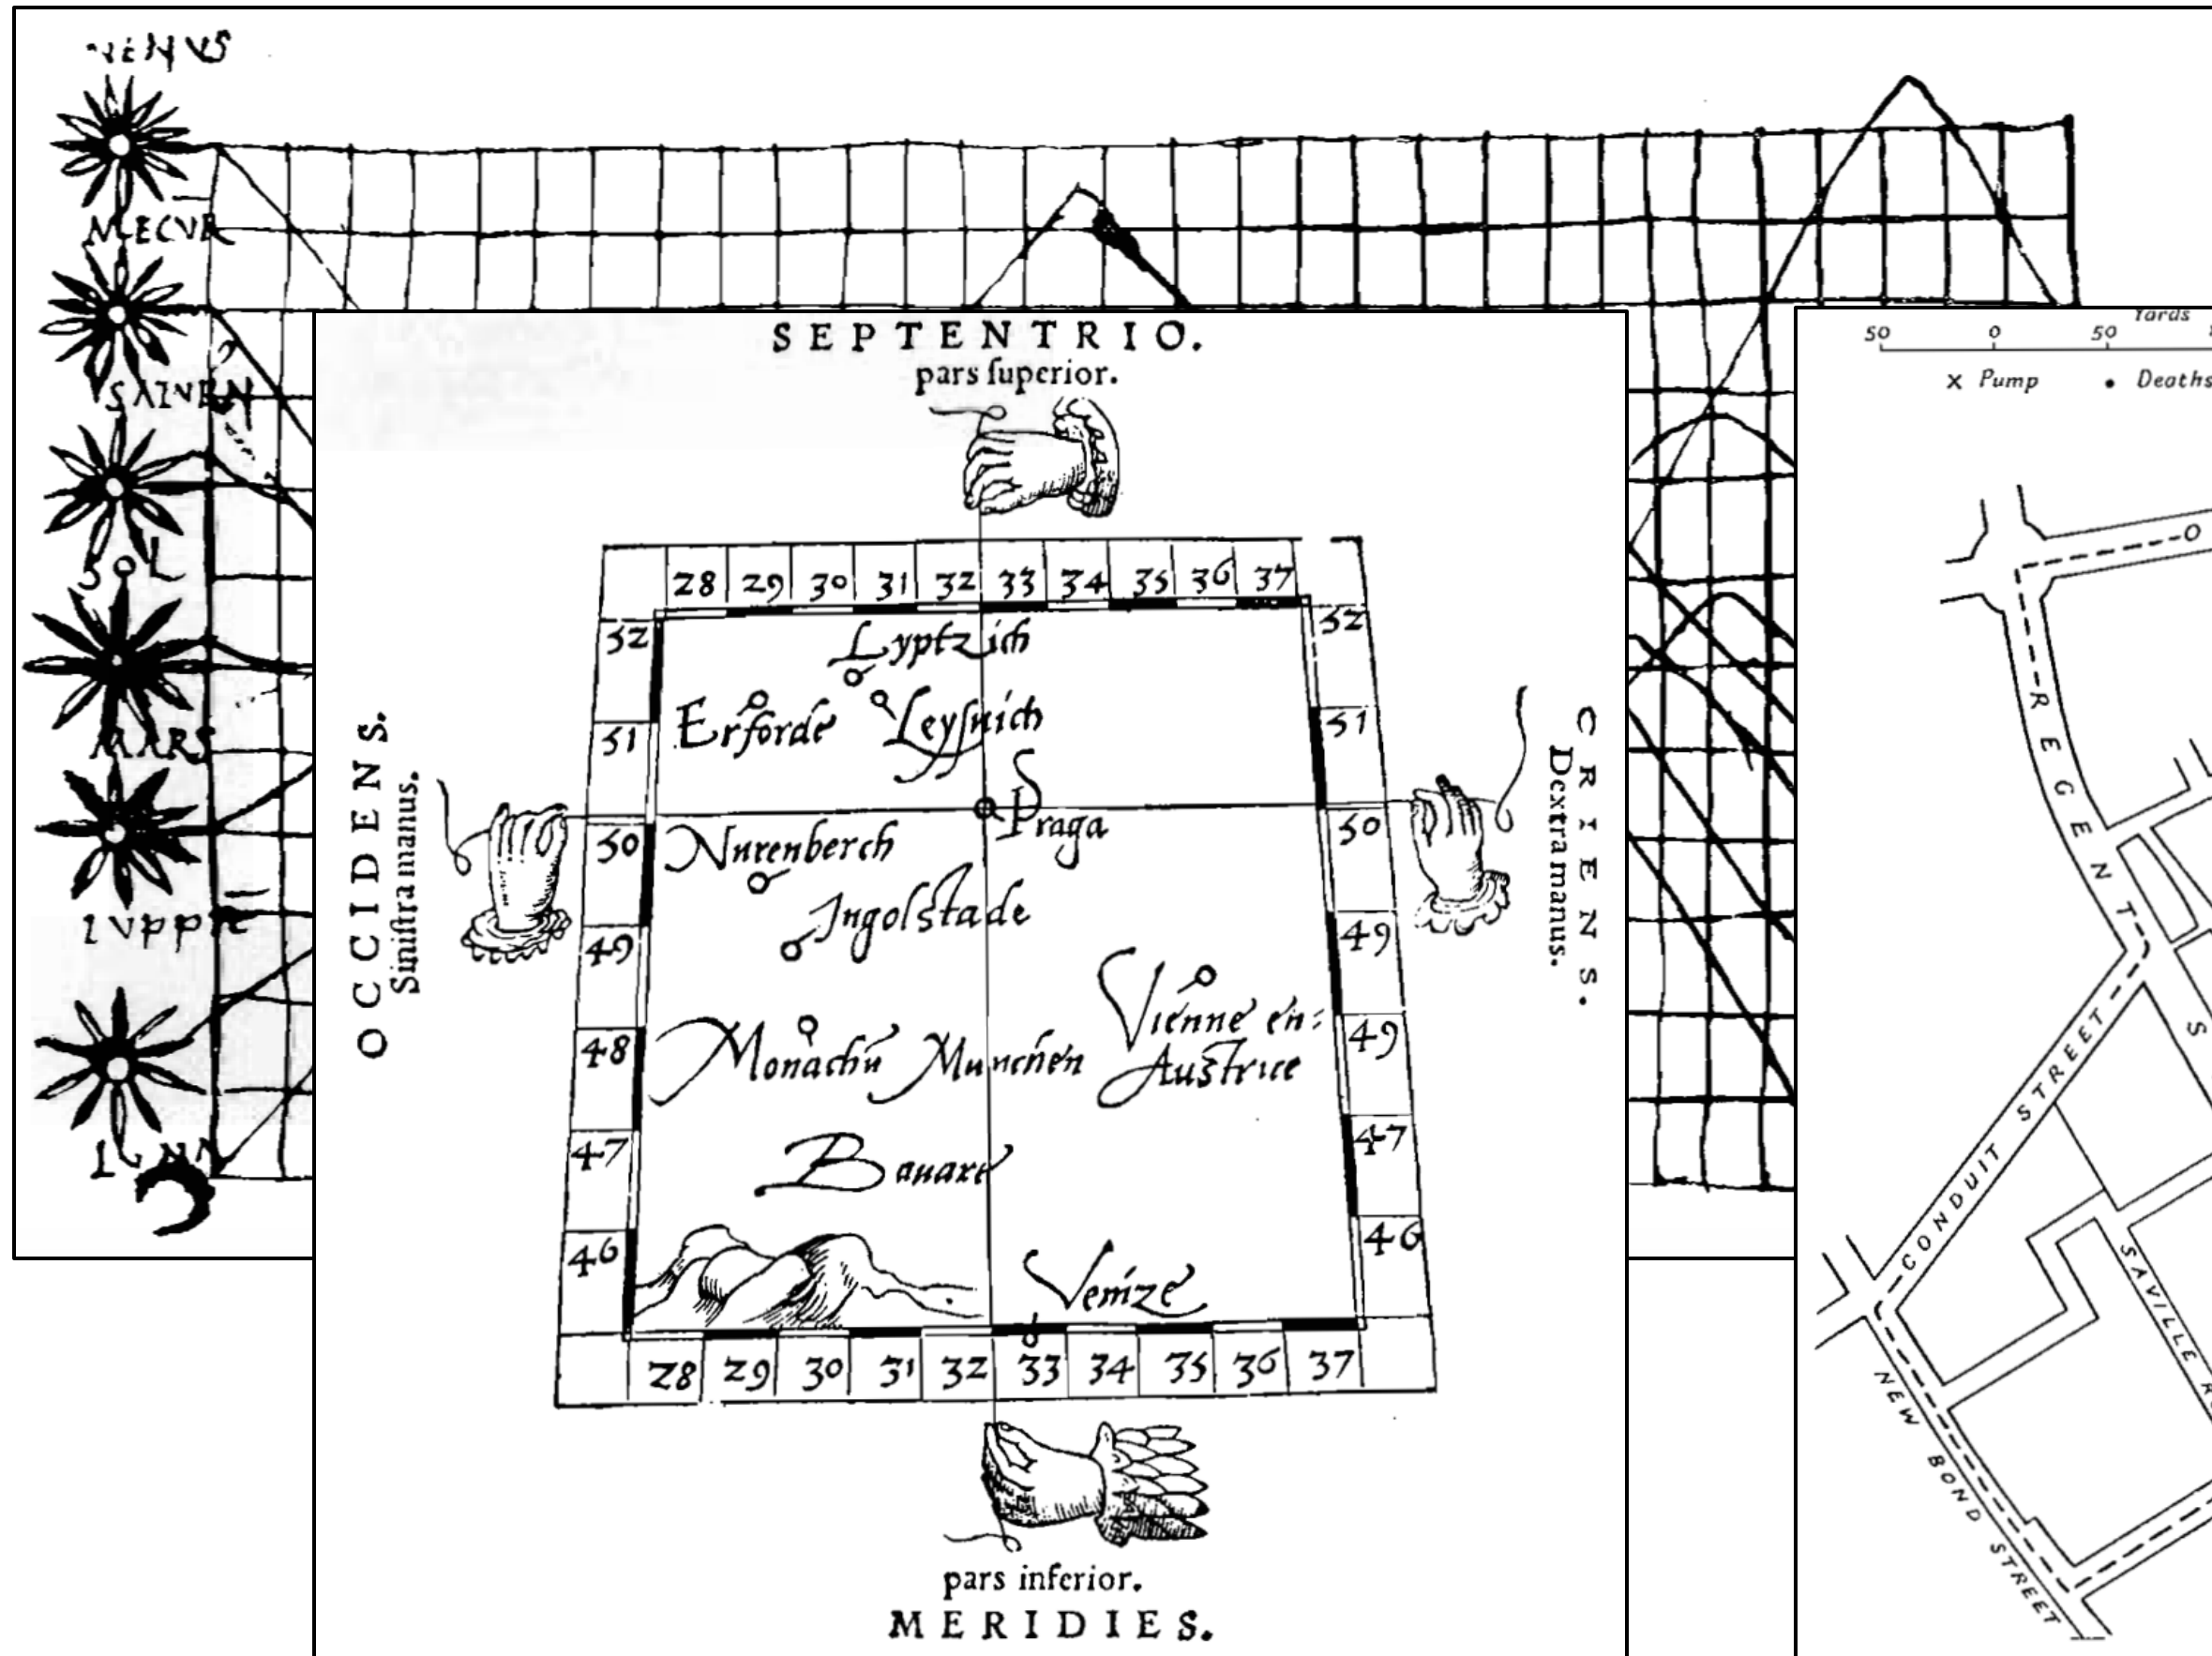 VENUS
MECUR
SATVRN
SOL
MARS
IVPPIT
LVNA
SEPTENTRIO.
pars ſuperior.
28 29 30 31 32 33 34 35 36 37
52 52
Lyptzich
Erforde Leyſnich
51 51
Praga
50 50
Nurenberch
Ingolstade
49 49
Vienne en:
Austrice
48 49
Monachu Munchen
47 47
Bauare
46 46
Venize
28 29 30 31 32 33 34 35 36 37
OCCIDENS.
Siniſtra manus.
ORIENS.
Dextra manus.
pars inferior.
MERIDIES.
Yards
50 0 50
x Pump • Deaths
O
REGENT
S
CONDUIT STREET
SAVILLE
NEW BOND STREET